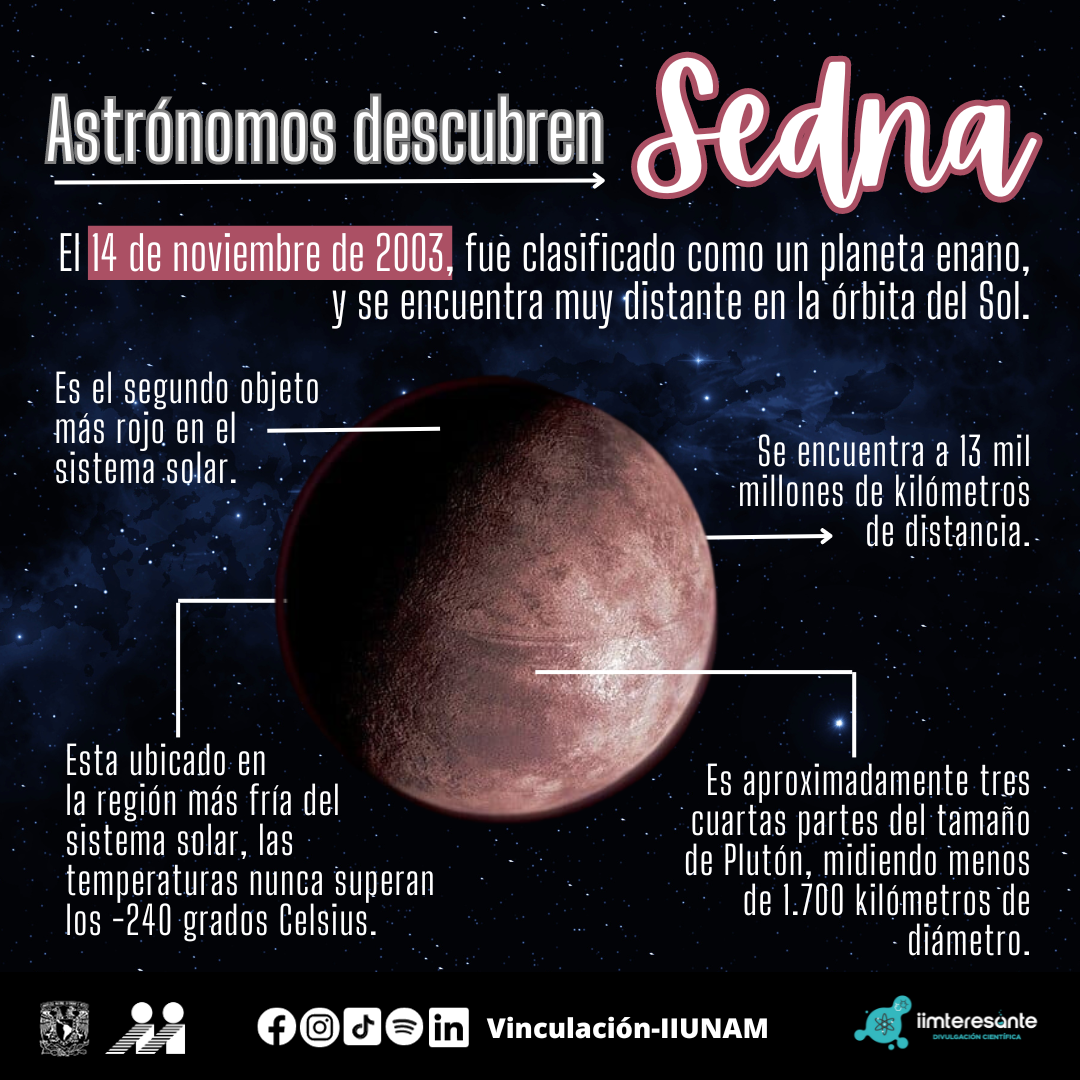 Astrónomos descubren Sedna
El 14 de noviembre de 2003, fue clasificado como un planeta enano,
y se encuentra muy distante en la órbita del Sol.
Es el segundo objeto
más rojo en el
sistema solar.
Se encuentra a 13 mil
millones de kilómetros
de distancia.
Esta ubicado en
la región más fría del
sistema solar, las
temperaturas nunca superan
los -240 grados Celsius.
Es aproximadamente tres
cuartas partes del tamaño
de Plutón, midiendo menos
de 1.700 kilómetros de
diámetro.
Vinculación-IIUNAM
iimteresante
DIVULGACIÓN CIENTÍFICA